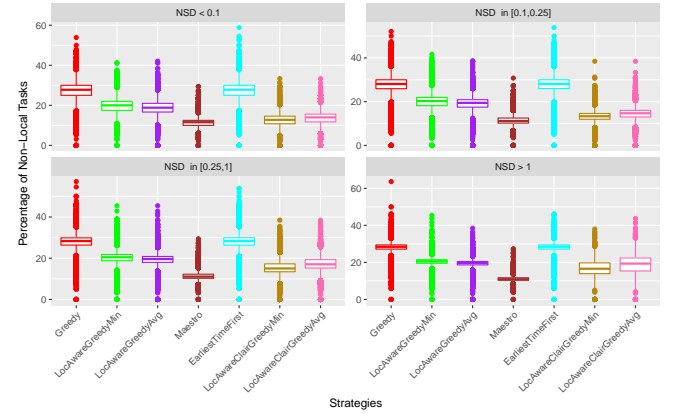 NSD < 0.1
NSD in [0.1,0.25]
60
40
20
0
60
40
20
0
NSD in [0.25,1]
NSD > 1
40
20
0
60
40
20
0
Percentage of Non−Local Tasks
Greedy
LocAwareGreedyMin
LocAwareGreedyAvg
Maestro
EarliestTimeFirst
LocAwareClairGreedyMin
LocAwareClairGreedyAvg
Greedy
LocAwareGreedyMin
LocAwareGreedyAvg
Maestro
EarliestTimeFirst
LocAwareClairGreedyMin
LocAwareClairGreedyAvg
Strategies